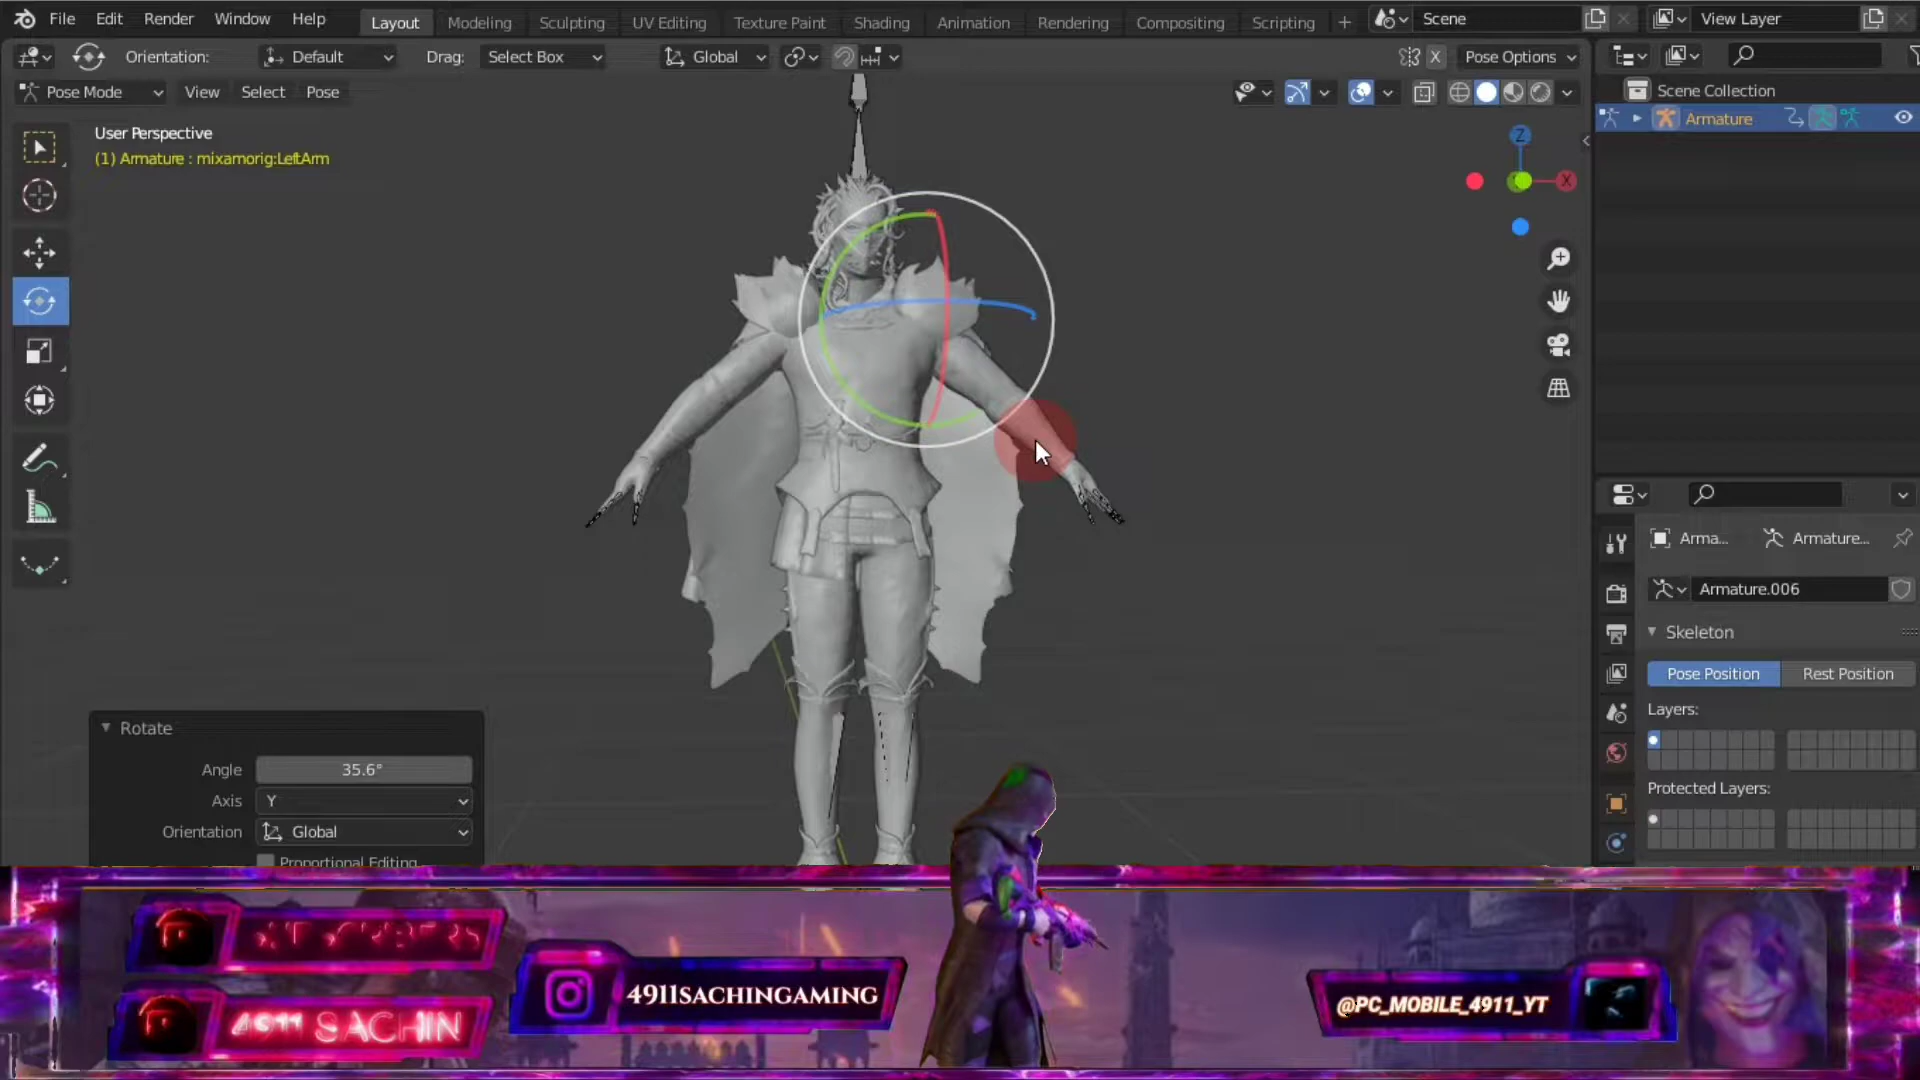 File Edit Render Window Help Layout Modeling Sculpting UV Editing Texture Paint Shading Animation Rendering Compositing Scripting + Scene View Layer
Orientation: Default Drag: Select Box Global X Pose Options
Pose Mode View Select Pose
Scene Collection
Armature
User Perspective
(1) Armature : mixamorig:LeftArm
Z
X
Arma... Armature...
Armature.006
Skeleton
Pose Position Rest Position
Layers:
Protected Layers:
Rotate
Angle 35.6°
Axis Y
Orientation Global
Proportional Editing
4911 SACHIN
4911SACHINGAMING
@PC_MOBILE_4911_YT